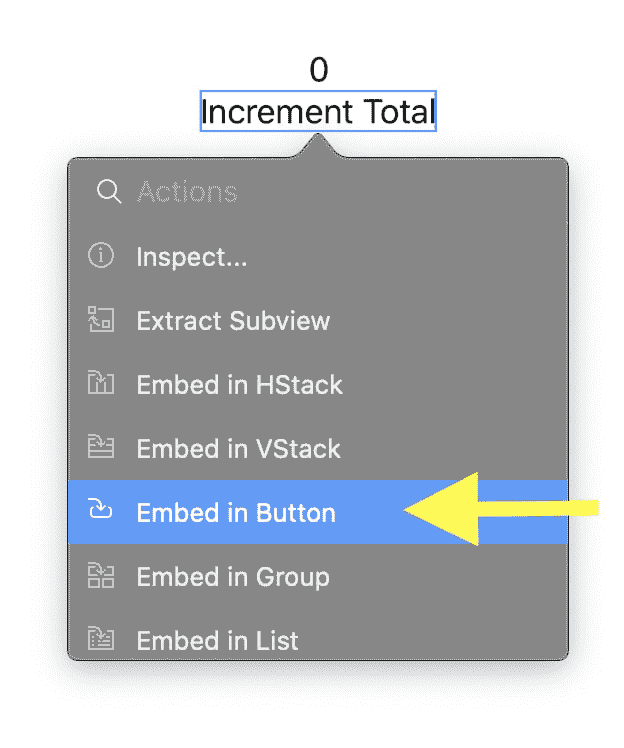 0
Increment Total
Actions
Inspect...
Extract Subview
Embed in HStack
Embed in VStack
Embed in Button
Embed in Group
Embed in List